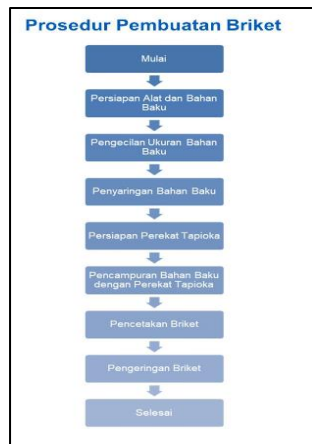 Prosedur Pembuatan Briket
Mulai
Persiapan Alat dan Bahan
Baku
Pengecilan Ukuran Bahan
Baku
Penyaringan Bahan Baku
Persiapan Perekat Tapioka
Pencampuran Bahan Baku
dengan Perekat Tapioka
Pencetakan Briket
Pengeringan Briket
Selesai